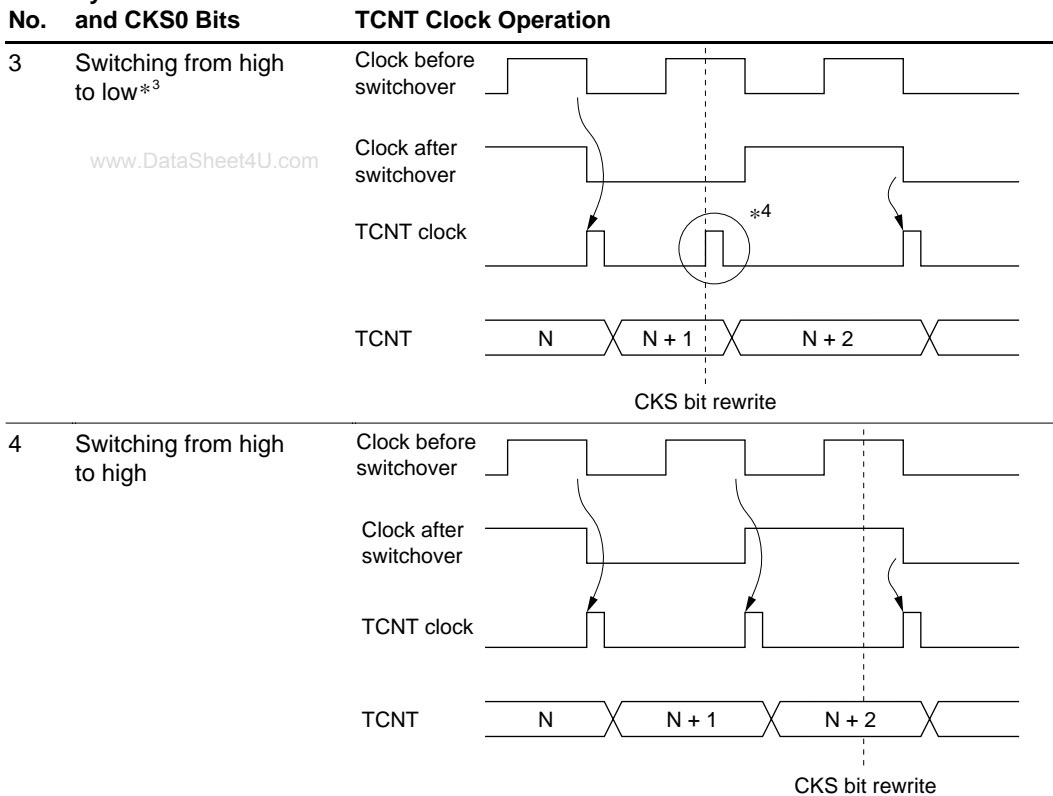 No. and CKS0 Bits TCNT Clock Operation
3 Switching from high to low*3
Clock before switchover
www.DataSheet4U.com
Clock after switchover
*4
TCNT clock
TCNT N N + 1 N + 2
CKS bit rewrite
4 Switching from high to high
Clock before switchover
Clock after switchover
TCNT clock
TCNT N N + 1 N + 2
CKS bit rewrite